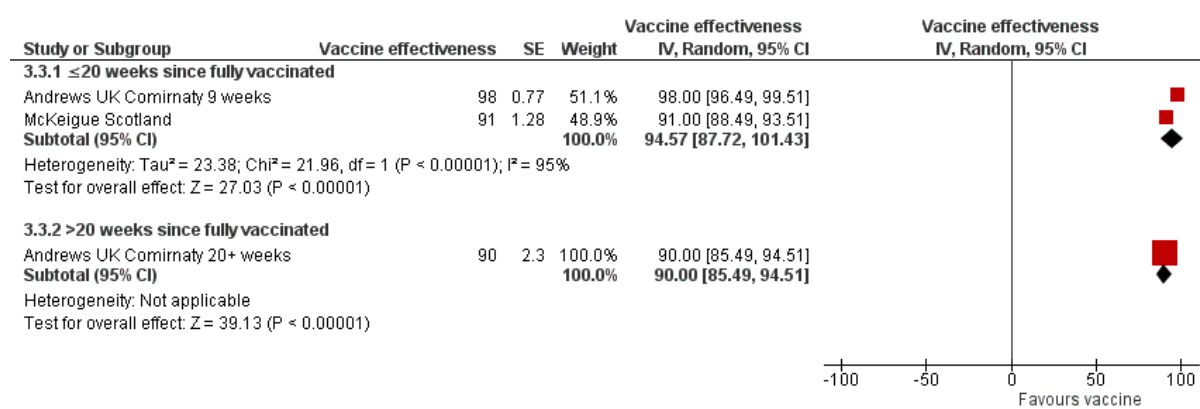 Vaccine effectiveness Vaccine effectiveness
Study or Subgroup Vaccine effectiveness SE Weight IV, Random, 95% CI IV, Random, 95% CI
3.3.1 ≤20 weeks since fully vaccinated
Andrews UK Comirnaty 9 weeks 98 0.77 51.1% 98.00 [96.49, 99.51]
McKeigue Scotland 91 1.28 48.9% 91.00 [88.49, 93.51]
Subtotal (95% CI) 100.0% 94.57 [87.72, 101.43]
Heterogeneity: Tau² = 23.38; Chi² = 21.96, df = 1 (P < 0.00001); I² = 95%
Test for overall effect: Z = 27.03 (P < 0.00001)
3.3.2 >20 weeks since fully vaccinated
Andrews UK Comirnaty 20+ weeks 90 2.3 100.0% 90.00 [85.49, 94.51]
Subtotal (95% CI) 100.0% 90.00 [85.49, 94.51]
Heterogeneity: Not applicable
Test for overall effect: Z = 39.13 (P < 0.00001)
-100 -50 0 50 100
Favours vaccine